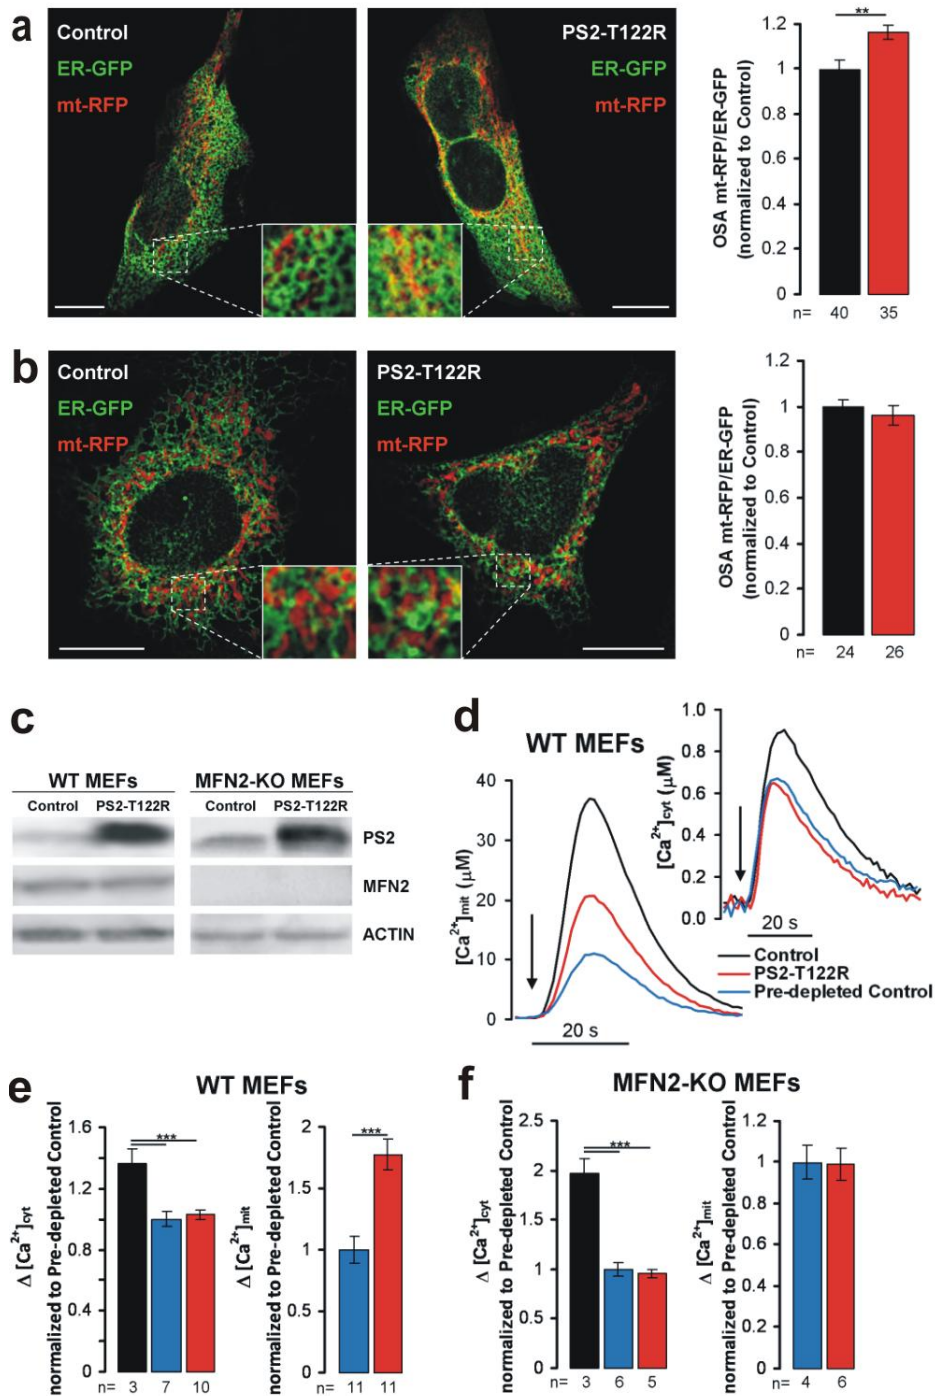 a
Control
ER-GFP
mt-RFP
PS2-T122R
ER-GFP
mt-RFP
OSA mt-RFP/ER-GFP
(normalized to Control)
1.2
1
0.8
0.6
0.4
0.2
0
**
n= 40 35
b
Control
ER-GFP
mt-RFP
PS2-T122R
ER-GFP
mt-RFP
OSA mt-RFP/ER-GFP
(normalized to Control)
1.2
1
0.8
0.6
0.4
0.2
0
n= 24 26
c
WT MEFs
MFN2-KO MEFs
Control PS2-T122R
Control PS2-T122R
PS2
MFN2
ACTIN
d
WT MEFs
[Ca²⁺]mit (µM)
40
30
20
10
0
20 s
[Ca²⁺]cyt (µM)
1.0
0.8
0.6
0.4
0.2
0.0
20 s
Control
PS2-T122R
Pre-depleted Control
e
WT MEFs
Δ [Ca²⁺]cyt
normalized to Pre-depleted Control
1.6
1.2
0.8
0.4
0
***
n= 3 7 10
Δ [Ca²⁺]mit
normalized to Pre-depleted Control
2
1.5
1
0.5
0
***
n= 11 11
f
MFN2-KO MEFs
Δ [Ca²⁺]cyt
normalized to Pre-depleted Control
2.5
2
1.5
1
0.5
0
***
n= 3 6 5
Δ [Ca²⁺]mit
normalized to Pre-depleted Control
1.2
1
0.8
0.6
0.4
0.2
0
n= 4 6